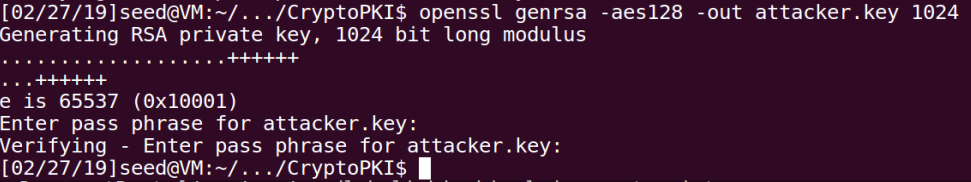 [02/27/19]seed@VM:~/.../CryptoPKI$ openssl genrsa -aes128 -out attacker.key 1024
Generating RSA private key, 1024 bit long modulus
...................++++++
...++++++
e is 65537 (0x10001)
Enter pass phrase for attacker.key:
Verifying - Enter pass phrase for attacker.key:
[02/27/19]seed@VM:~/.../CryptoPKI$